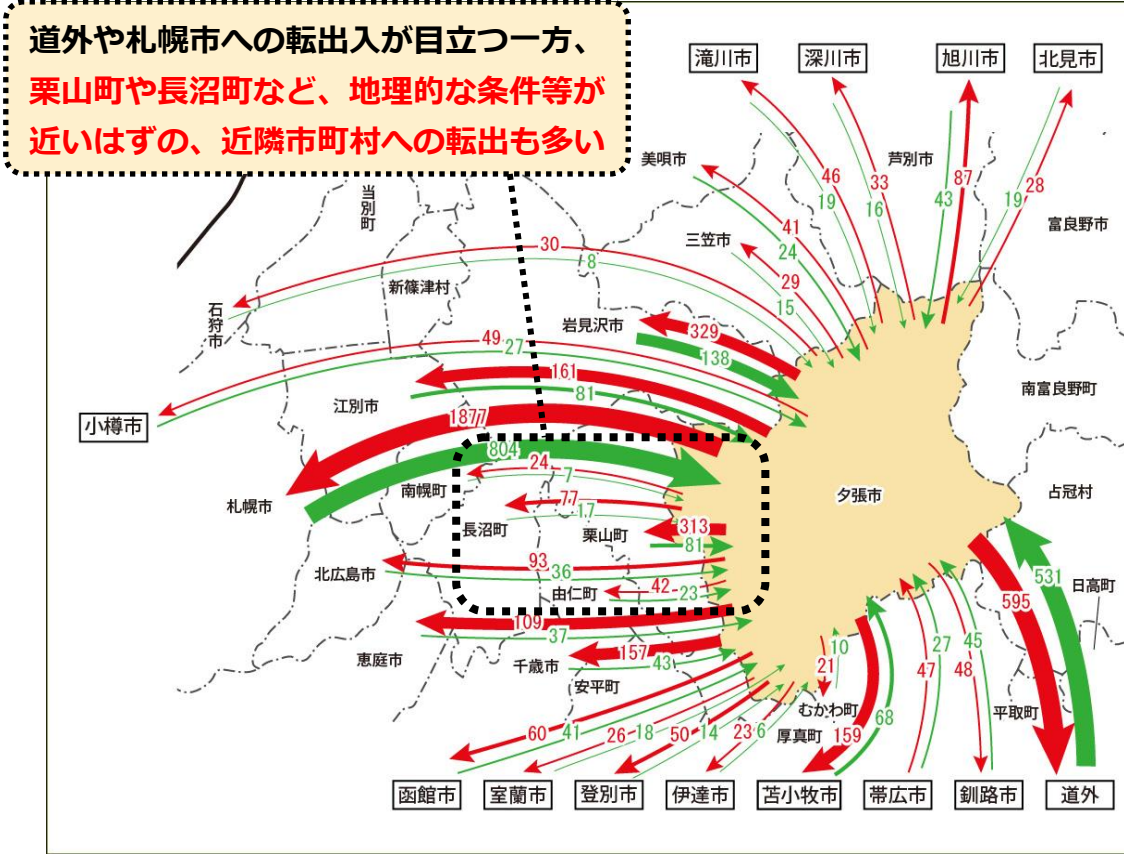 道外や札幌市への転出入が目立つ一方、
栗山町や長沼町など、地理的な条件等が
近いはずの、近隣市町村への転出も多い
滝川市
深川市
旭川市
北見市
美唄市
芦別市
富良野市
当別町
三笠市
新篠津村
石狩市
岩見沢市
南富良野町
江別市
小樽市
夕張市
占冠村
札幌市
南幌町
長沼町
栗山町
北広島市
由仁町
日高町
恵庭市
千歳市
安平町
むかわ町
厚真町
平取町
函館市
室蘭市
登別市
伊達市
苫小牧市
帯広市
釧路市
道外
46
19
33
16
43
87
19
28
41
24
29
15
30
8
329
138
49
27
161
81
1877
804
24
7
77
17
313
81
93
36
42
23
109
37
157
43
60
41
26
18
50
14
23
6
21
10
159
68
47
27
48
45
595
531